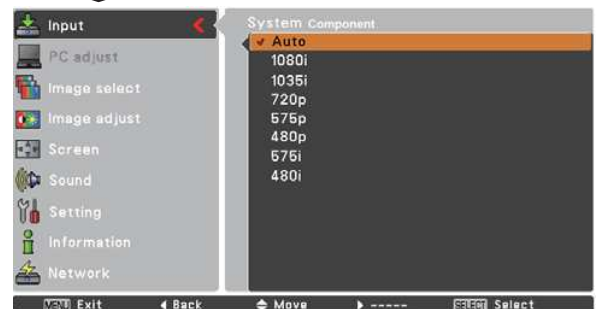 Input
PC adjust
Image select
Image adjust
Screen
Sound
Setting
Information
Network
System Component
Auto
1080i
1035i
720p
575p
480p
575i
480i
MENU Exit
Back
Move
-----
SELECT Select